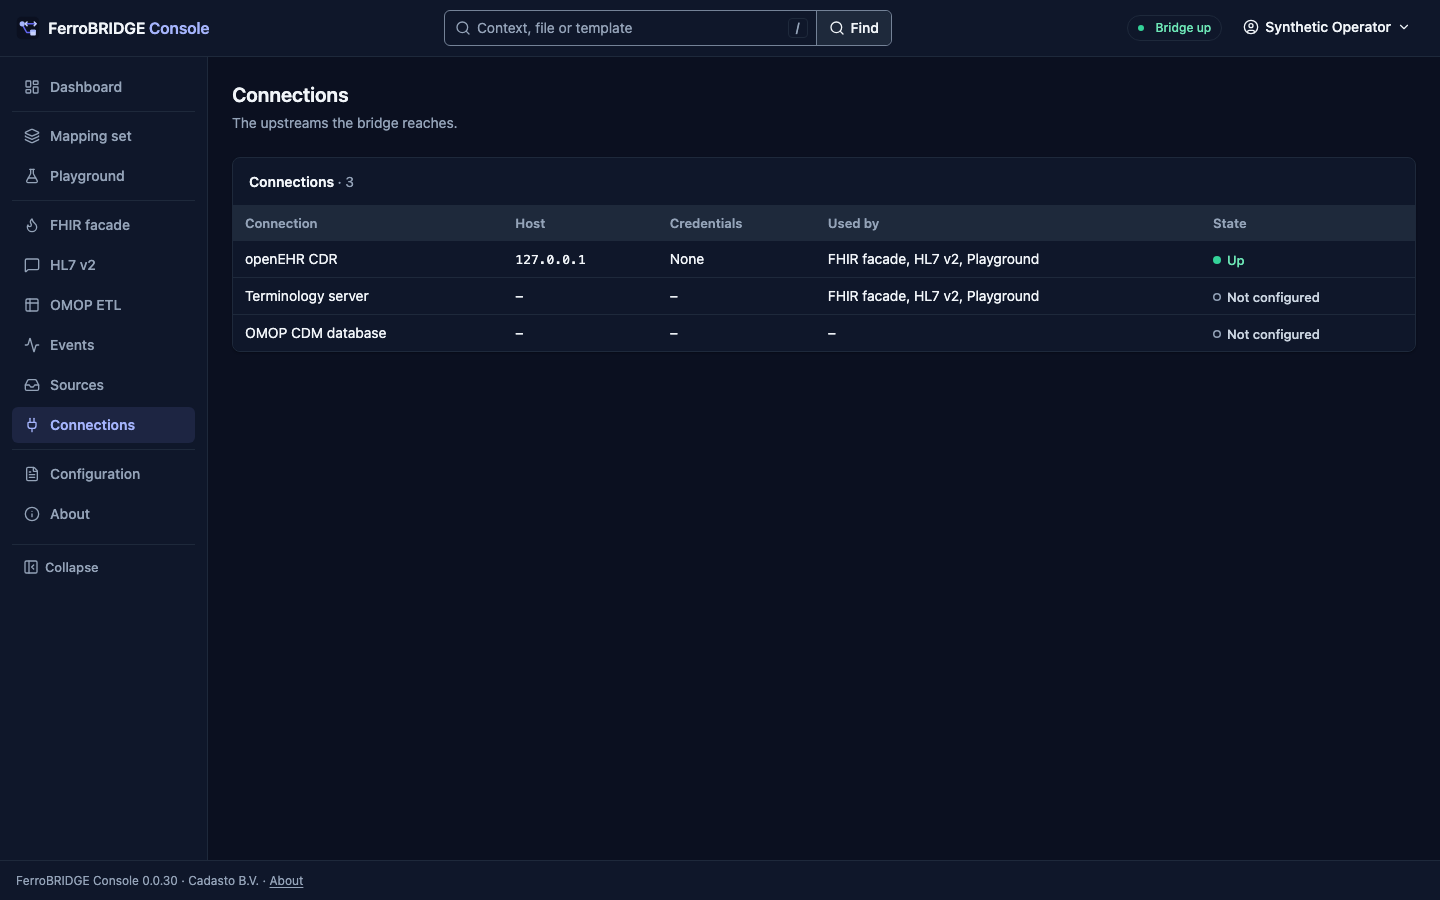 FerroBRIDGE Console
Context, file or template
/
Find
Bridge up
Synthetic Operator
Dashboard
Mapping set
Playground
FHIR facade
HL7 v2
OMOP ETL
Events
Sources
Connections
Configuration
About
Collapse
Connections
The upstreams the bridge reaches.
Connections · 3
Connection Host Credentials Used by State
openEHR CDR 127.0.0.1 None FHIR facade, HL7 v2, Playground Up
Terminology server – – FHIR facade, HL7 v2, Playground Not configured
OMOP CDM database – – – Not configured
FerroBRIDGE Console 0.0.30 · Cadasto B.V. · About